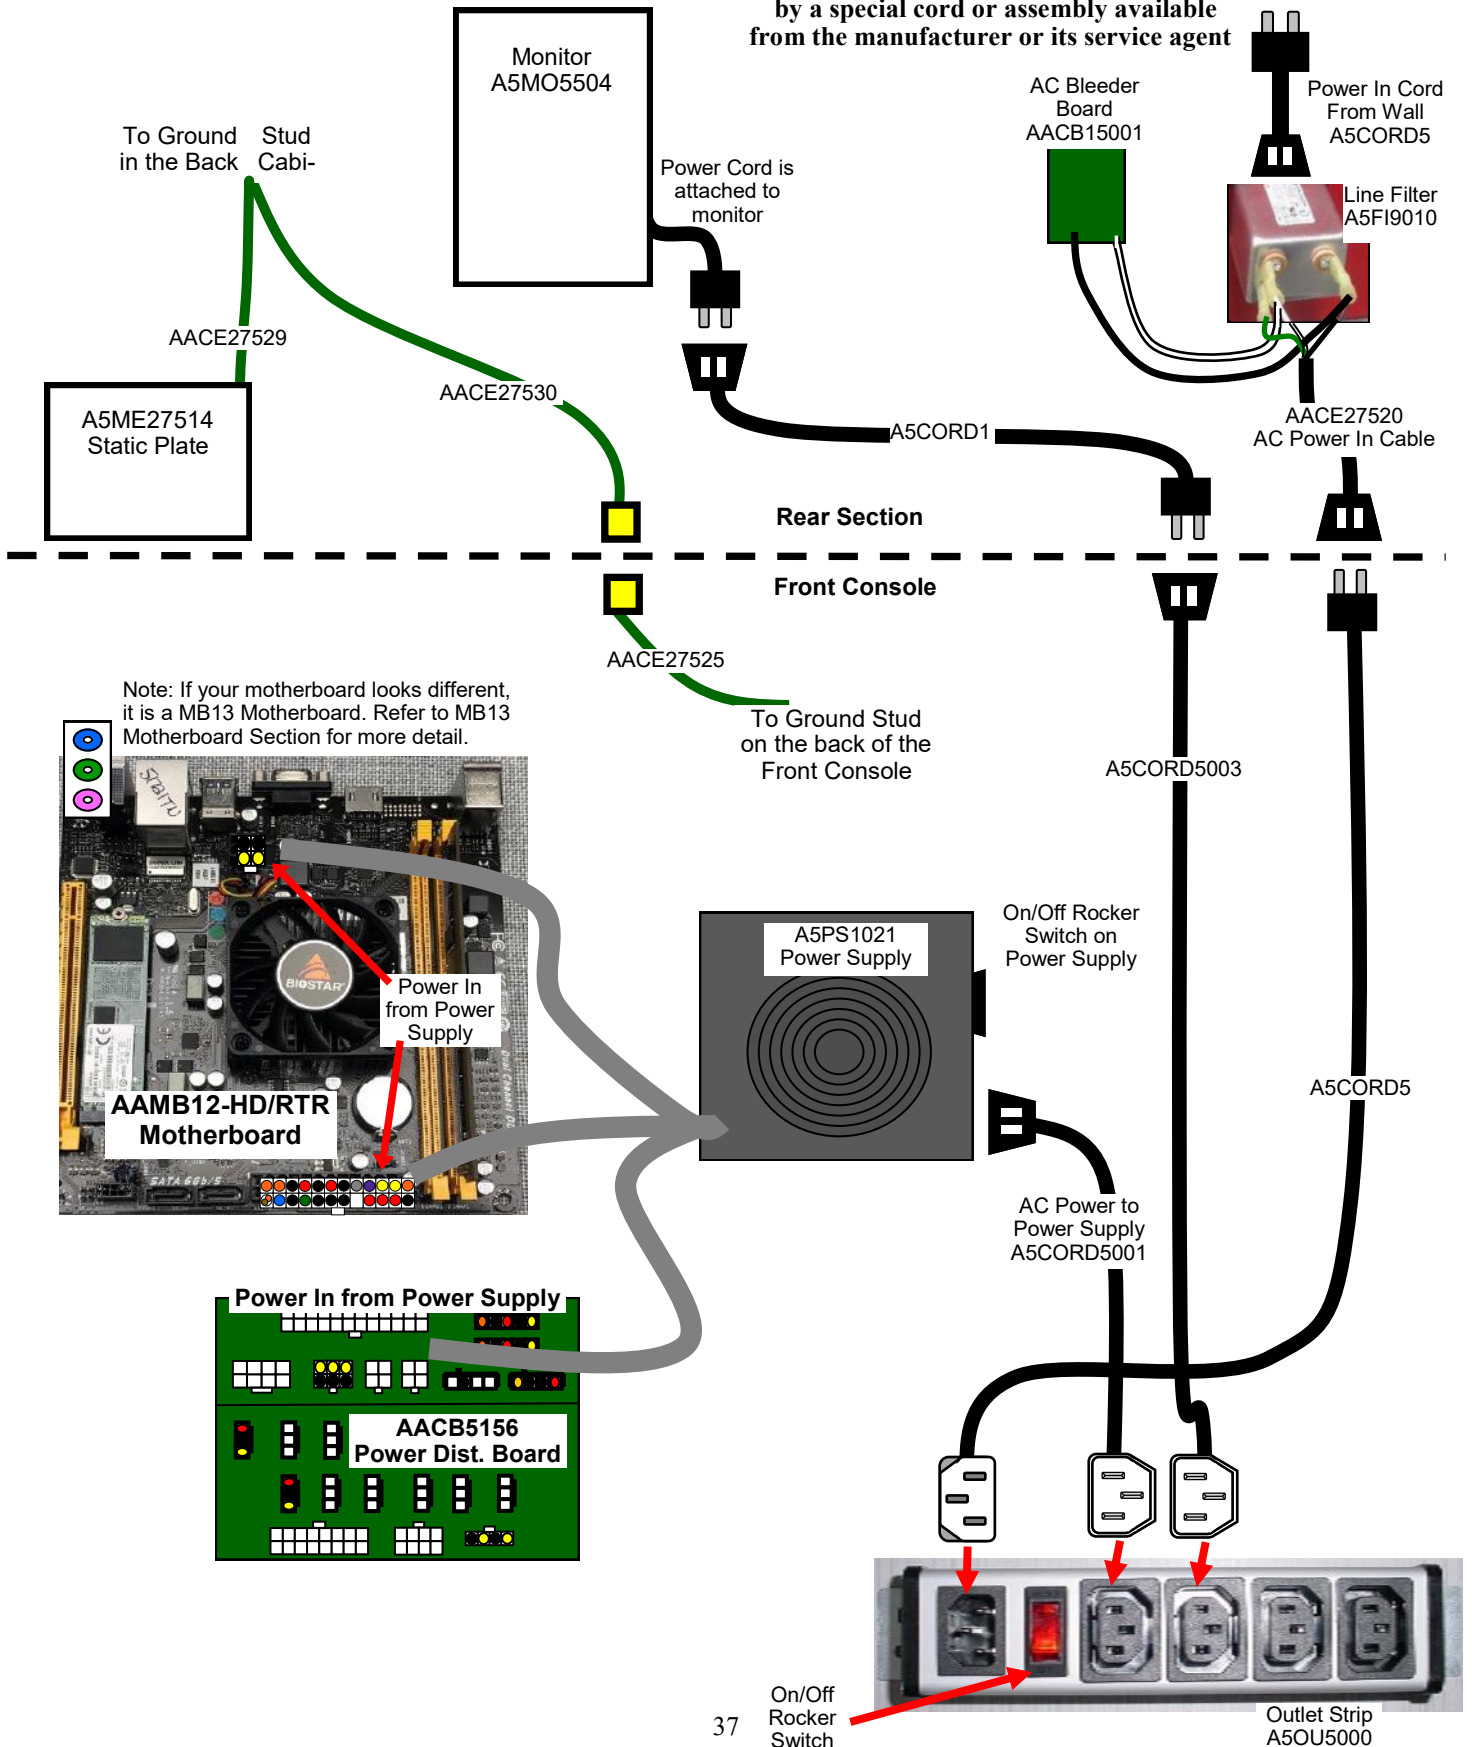 by a special cord or assembly available
from the manufacturer or its service agent
Monitor
A5MO5504
AC Bleeder
Board
AACB15001
Power In Cord
From Wall
A5CORD5
To Ground Stud
in the Back Cabi-
Power Cord is
attached to
monitor
Line Filter
A5FI9010
AACE27529
AACE27530
A5ME27514
Static Plate
A5CORD1
AACE27520
AC Power In Cable
Rear Section
Front Console
AACE27525
To Ground Stud
on the back of the
Front Console
A5CORD5003
Note: If your motherboard looks different,
it is a MB13 Motherboard. Refer to MB13
Motherboard Section for more detail.
BIOSTAR
Power In
from Power
Supply
AAMB12-HD/RTR
Motherboard
SATA 6Gb/S
A5PS1021
Power Supply
On/Off Rocker
Switch on
Power Supply
A5CORD5
AC Power to
Power Supply
A5CORD5001
Power In from Power Supply
AACB5156
Power Dist. Board
On/Off
Rocker
Switch
Outlet Strip
A5OU5000
37